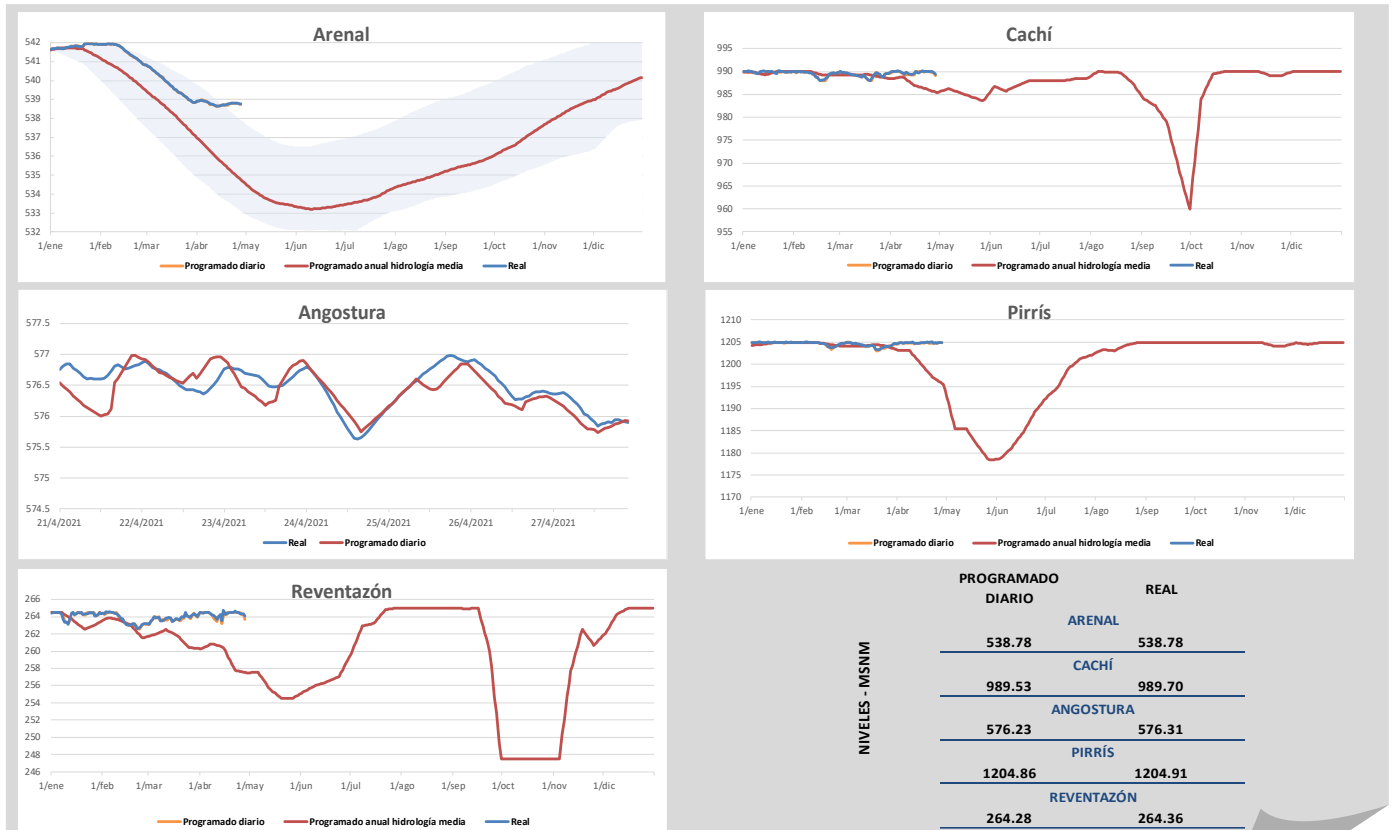 Arenal
542
540
539
538
536
535
534
533
532
1/ene 1/feb 1/mar 1/abr 1/may 1/jun 1/jul 1/ago 1/sep 1/oct 1/nov 1/dic
Programado diario Programado anual hidrología media Real
Cachí
995
990
985
980
975
970
965
960
955
1/ene 1/feb 1/mar 1/abr 1/may 1/jun 1/jul 1/ago 1/sep 1/oct 1/nov 1/dic
Programado diario Programado anual hidrología media Real
Angostura
577.5
577
576.5
576
575.5
575
574.5
21/4/2021 22/4/2021 23/4/2021 24/4/2021 25/4/2021 26/4/2021 27/4/2021
Real Programado diario
Pirrís
1210
1205
1200
1195
1190
1185
1180
1175
1170
1/ene 1/feb 1/mar 1/abr 1/may 1/jun 1/jul 1/ago 1/sep 1/oct 1/nov 1/dic
Programado diario Programado anual hidrología media Real
Reventazón
266
264
262
260
258
256
254
252
250
248
246
1/ene 1/feb 1/mar 1/abr 1/may 1/jun 1/jul 1/ago 1/sep 1/oct 1/nov 1/dic
Programado diario Programado anual hidrología media Real
NIVELES - MSNM
PROGRAMADO
DIARIO REAL
ARENAL
538.78 538.78
CACHÍ
989.53 989.70
ANGOSTURA
576.23 576.31
PIRRÍS
1204.86 1204.91
REVENTAZÓN
264.28 264.36